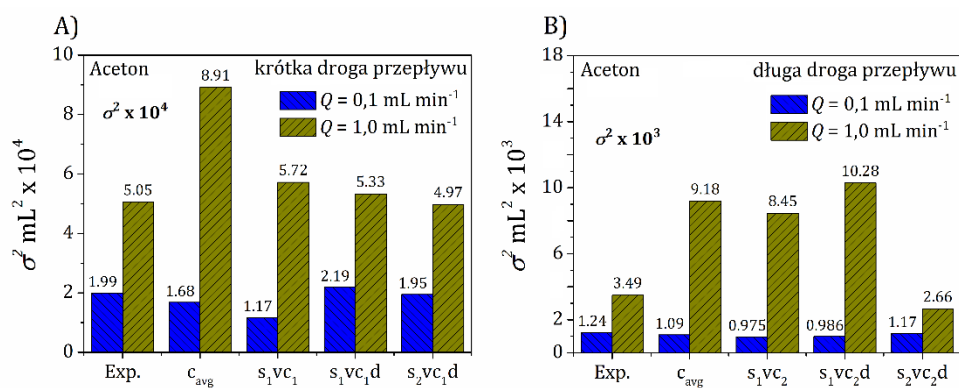 A)
Aceton
krótka droga przepływu
σ² x 10⁴
Q = 0,1 mL min⁻¹
Q = 1,0 mL min⁻¹
σ² mL² x 10⁴
10
8
6
4
2
0
1.99
5.05
1.68
8.91
1.17
5.72
2.19
5.33
1.95
4.97
Exp.
c_avg
s₁vc₁
s₁vc₁d
s₂vc₁d
B)
Aceton
długa droga przepływu
σ² x 10³
Q = 0,1 mL min⁻¹
Q = 1,0 mL min⁻¹
σ² mL² x 10³
18
15
12
9
6
3
0
1.24
3.49
1.09
9.18
0.975
8.45
0.986
10.28
1.17
2.66
Exp.
c_avg
s₁vc₂
s₁vc₂d
s₂vc₂d